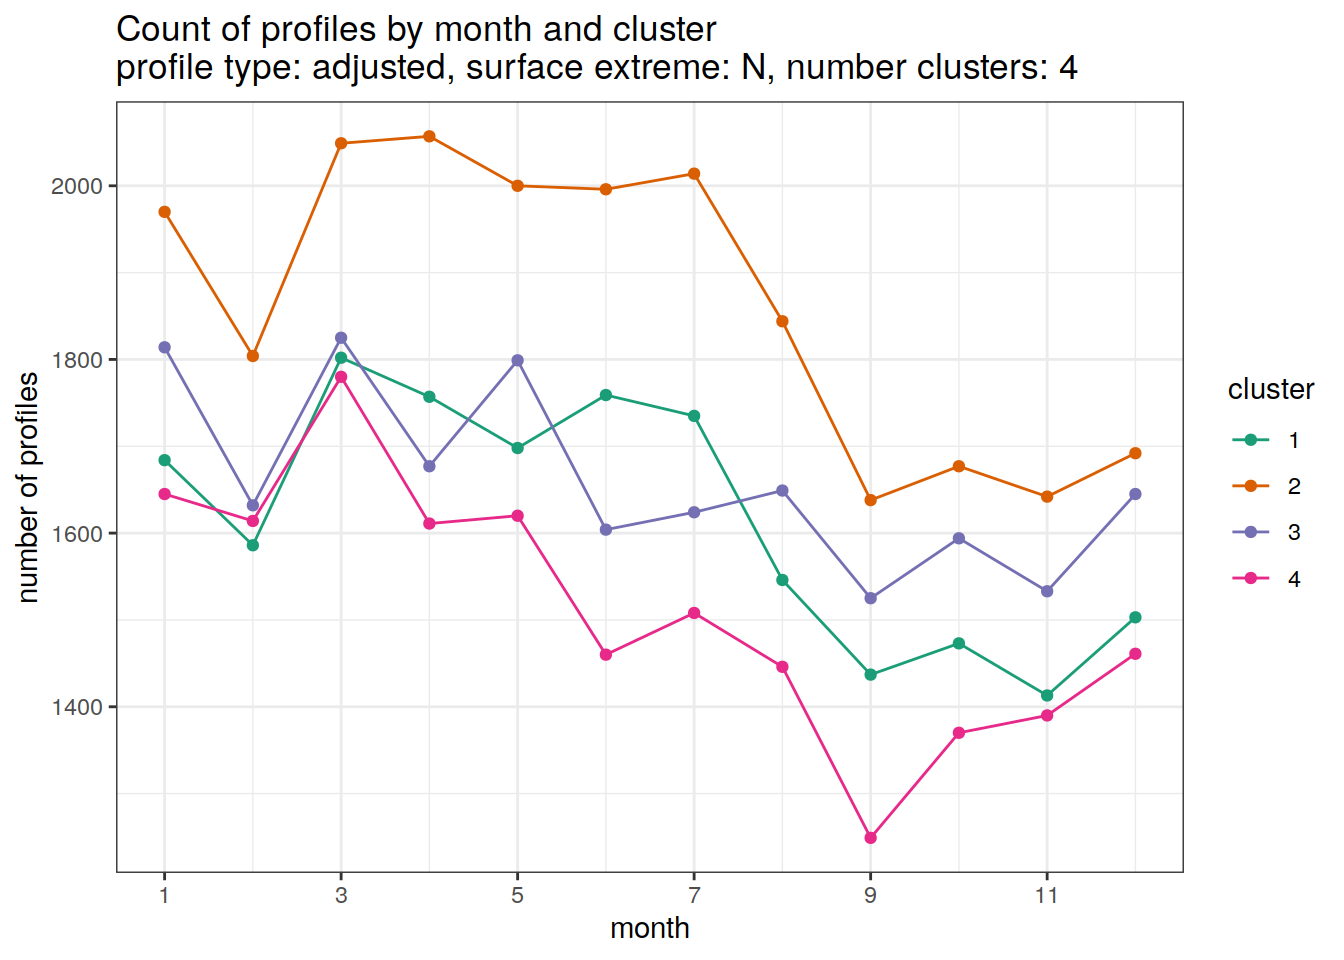 Count of profiles by month and cluster
profile type: adjusted, surface extreme: N, number clusters: 4
number of profiles
2000
1800
1600
1400
1
3
5
7
9
11
month
cluster
1
2
3
4